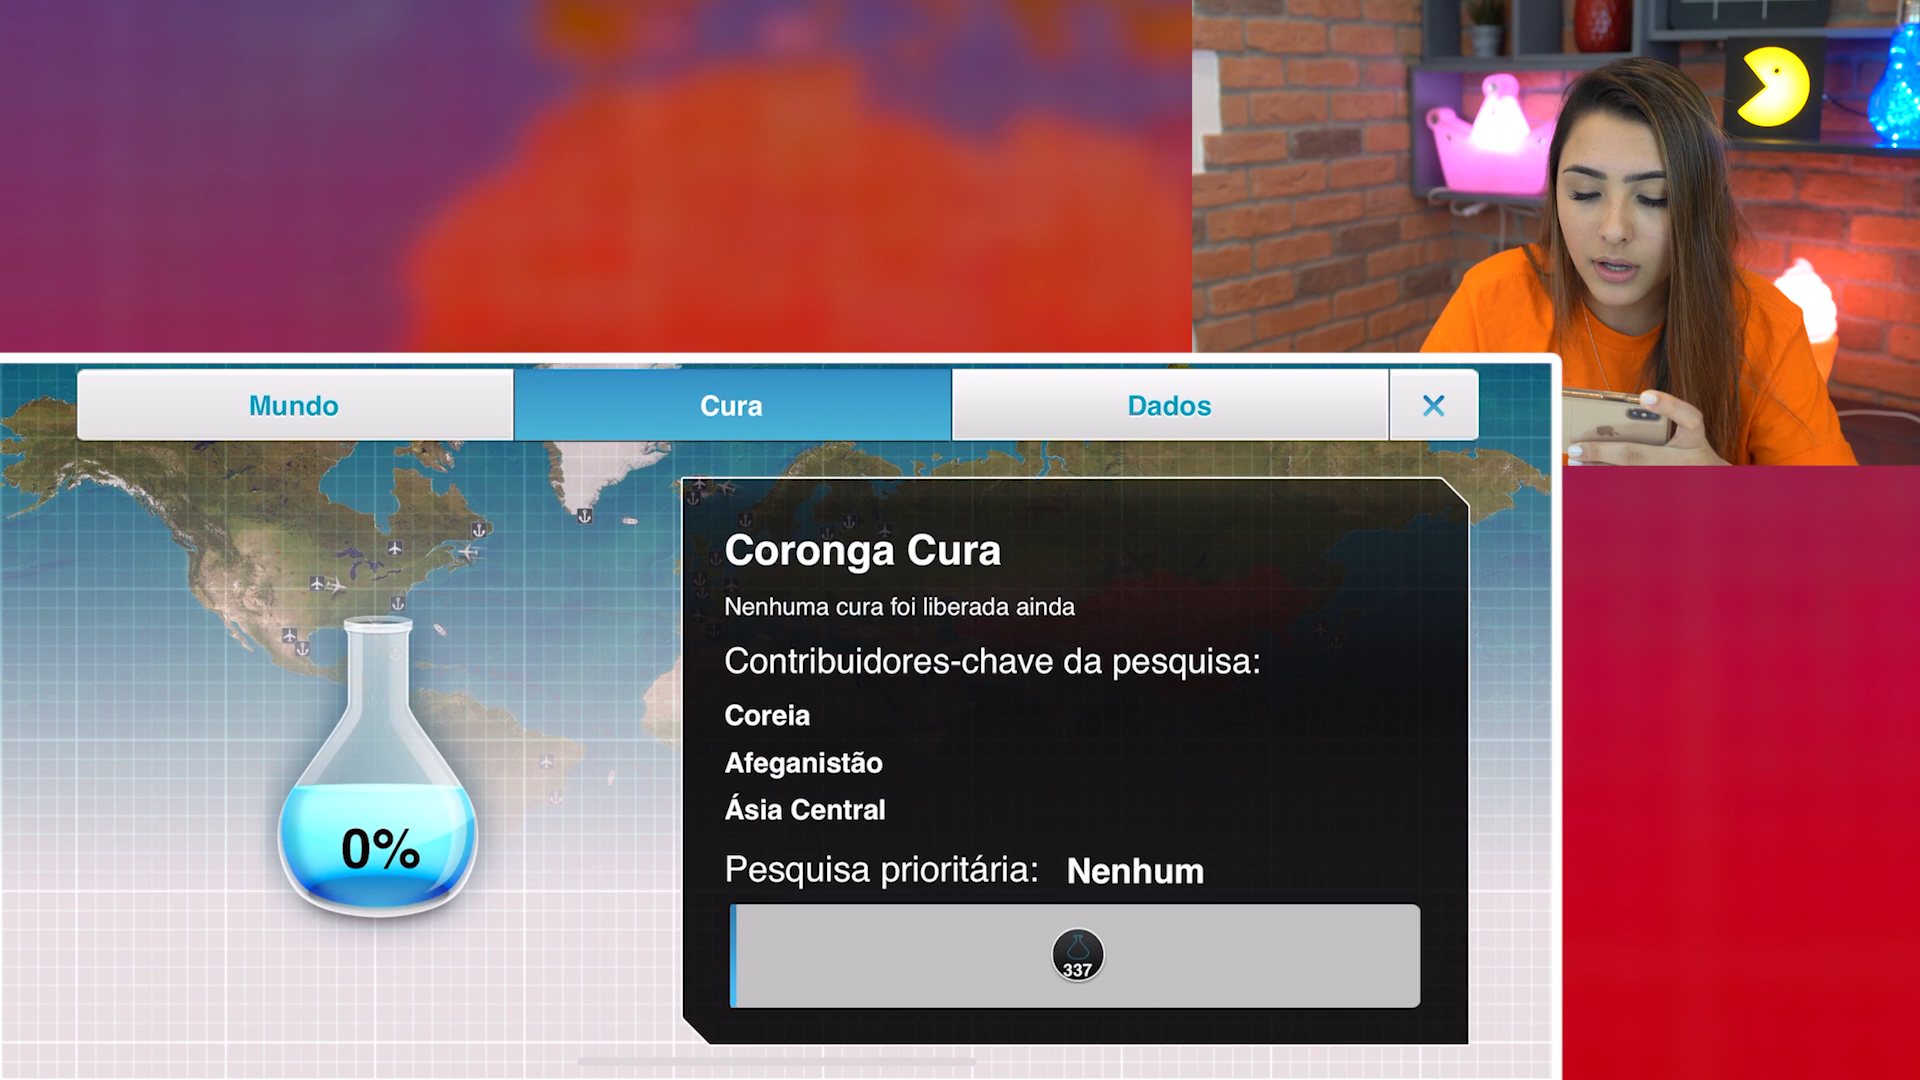 Mundo
Cura
Dados
Coronga Cura
Nenhuma cura foi liberada ainda
Contribuidores-chave da pesquisa:
Coreia
Afeganistão
Ásia Central
Pesquisa prioritária: Nenhum
337
0%